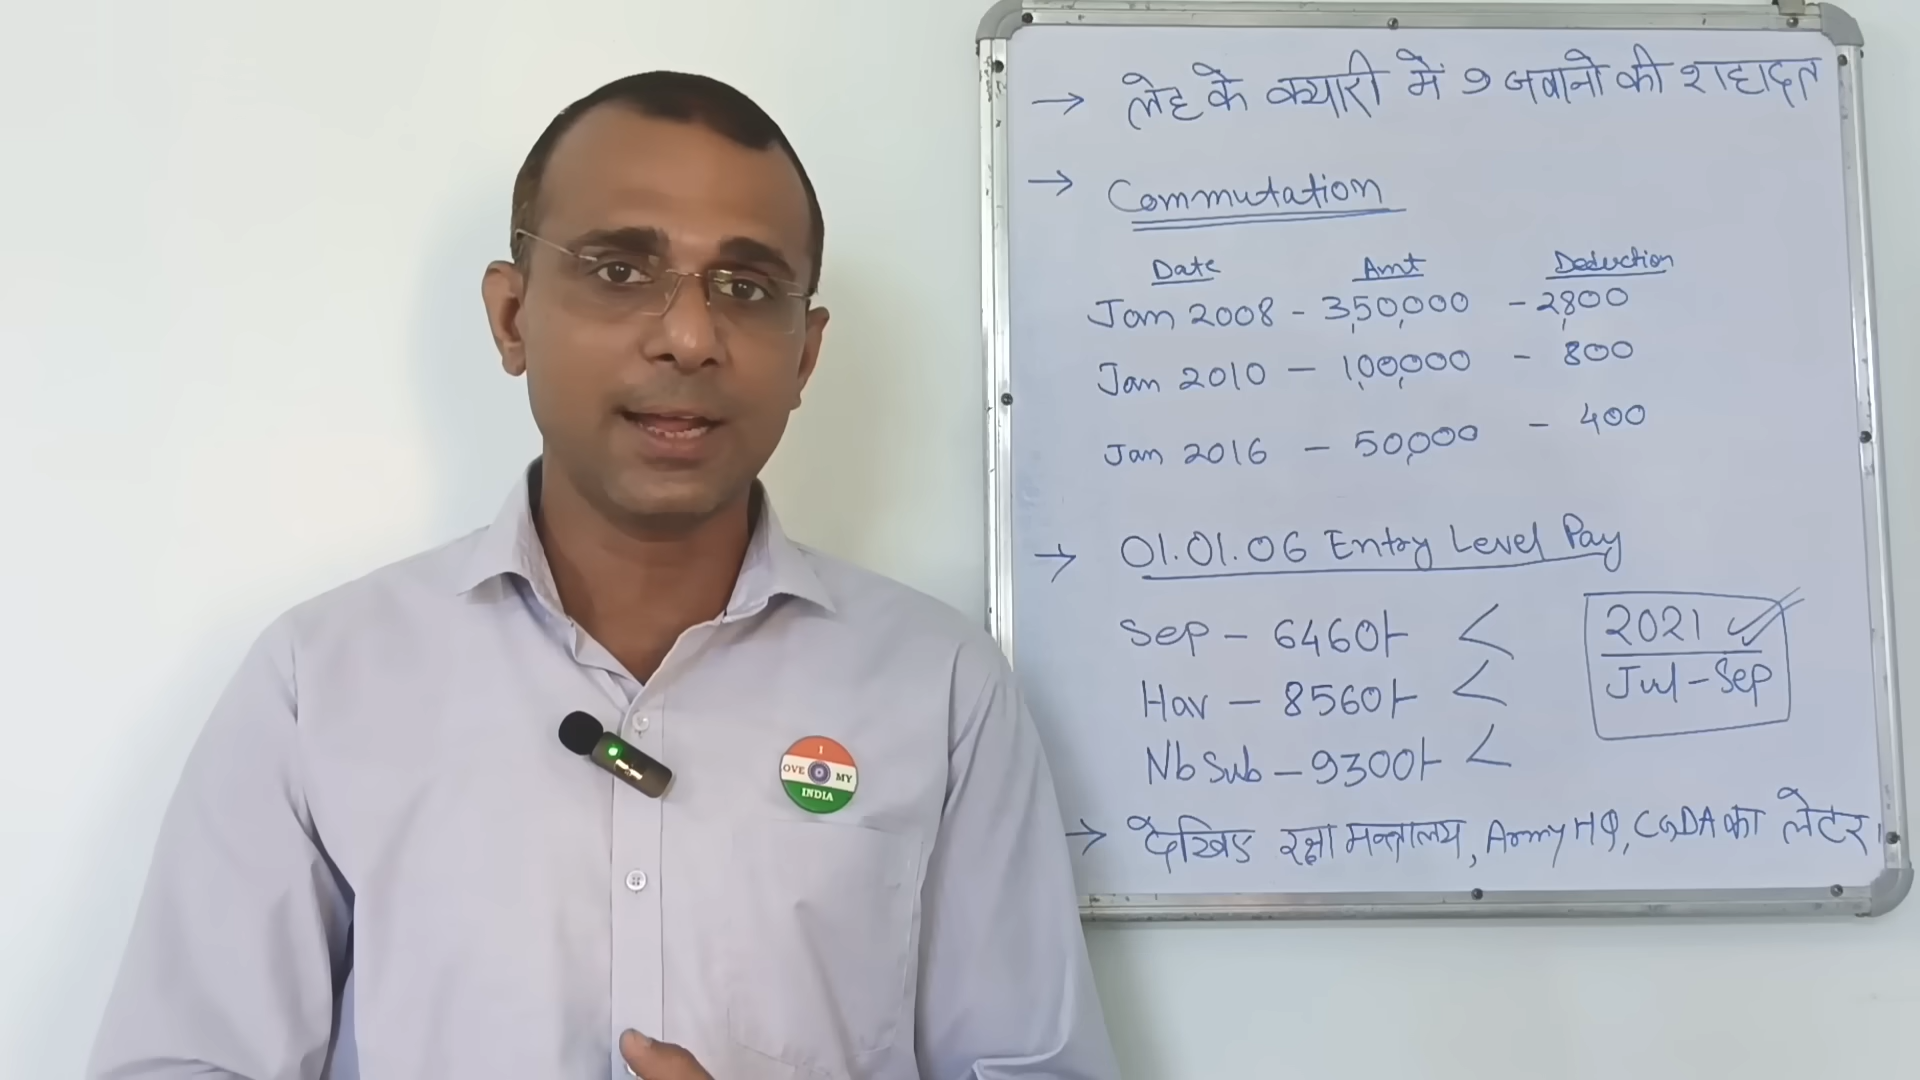 → लेह के क्यारी में 9 जवानो की शहादत
→ Commutation
Date Amt Deduction
Jan 2008 - 3,50,000 - 2,800
Jan 2010 - 1,00,000 - 800
Jan 2016 - 50,000 - 400
→ 01.01.06 Entry Level Pay
Sep - 6460/- <
Hav - 8560/- <
Nb Sub - 9300/- <
2021 ✓
Jul - Sep
→ देखिए रक्षा मन्त्रालय, Army HQ, CGDA का लेटर।
I
OVE MY
INDIA